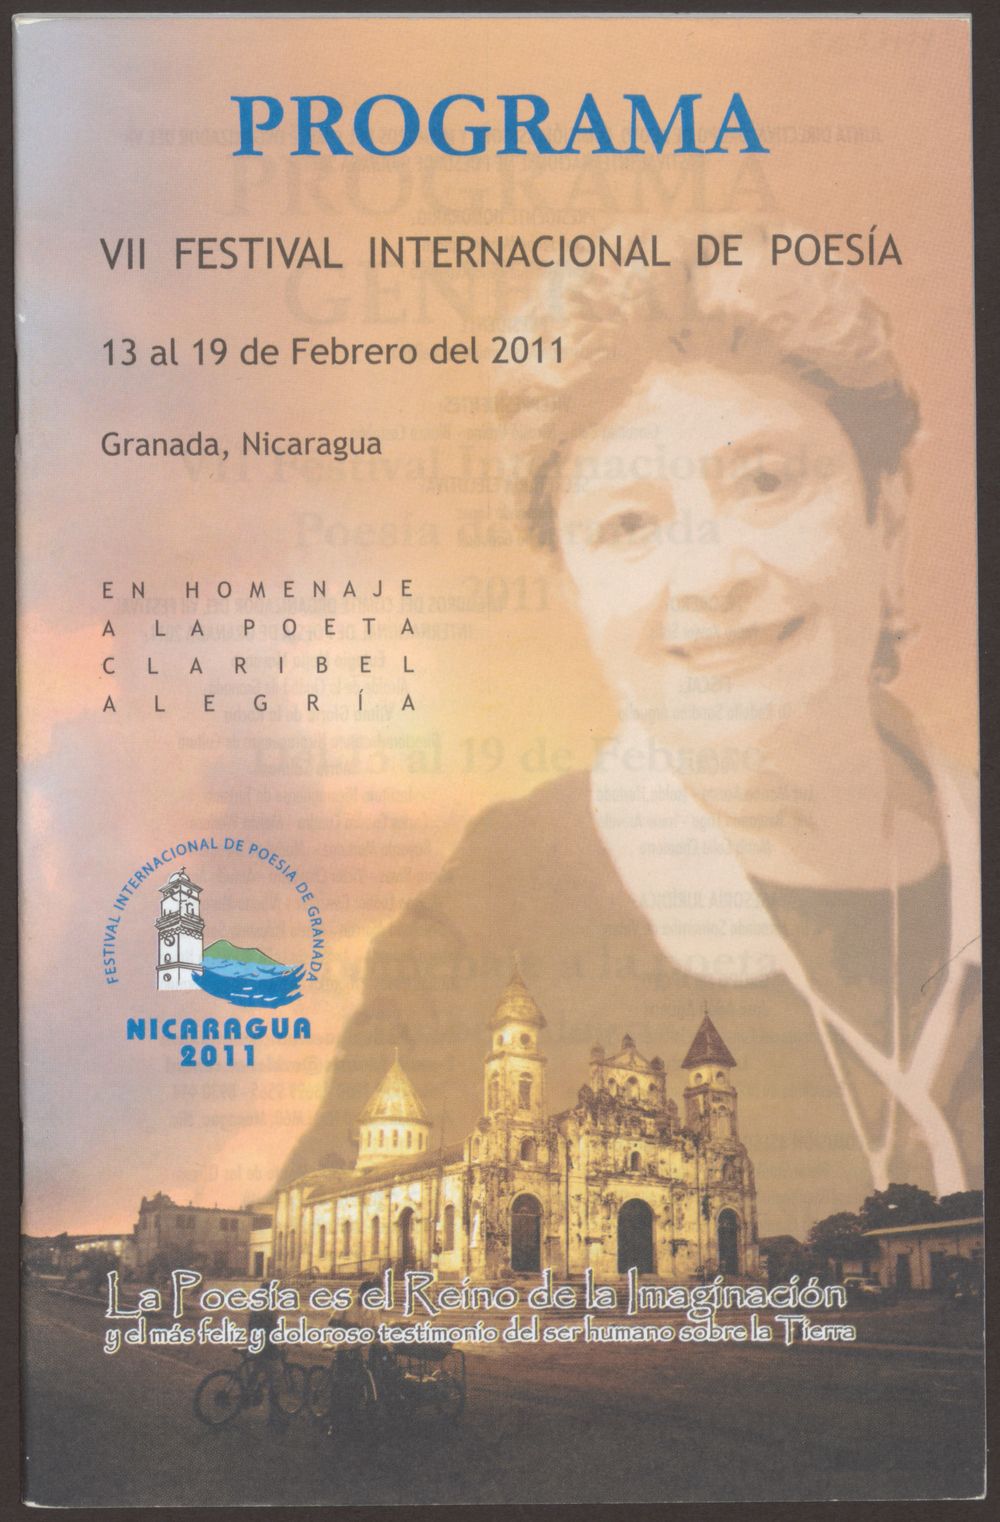 PROGRAMA
VII FESTIVAL INTERNACIONAL DE POESÍA
13 al 19 de Febrero del 2011
Granada, Nicaragua
EN HOMENAJE
A LA POETA
CLARIBEL
ALEGRÍA
FESTIVAL INTERNACIONAL DE POESIA DE GRANADA
NICARAGUA
2011
La Poesía es el Reino de la Imaginación
y el más feliz y doloroso testimonio del ser humano sobre la Tierra